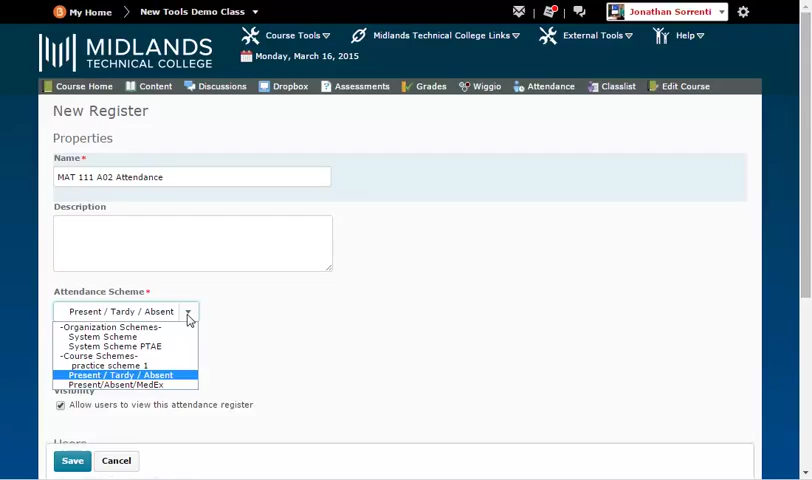 My Home
New Tools Demo Class
Jonathan Sorrenti
MIDLANDS
TECHNICAL COLLEGE
Course Tools
Midlands Technical College Links
External Tools
Help
Monday, March 16, 2015
Course Home
Content
Discussions
Dropbox
Assessments
Grades
Wiggio
Attendance
Classlist
Edit Course
New Register
Properties
Name*
MAT 111 A02 Attendance
Description
Attendance Scheme*
Present / Tardy / Absent
-Organization Schemes-
System Scheme
System Scheme PTAE
-Course Schemes-
practice scheme 1
Present / Tardy / Absent
Present/Absent/MedEx
Visibility
Allow users to view this attendance register
Users
Save
Cancel